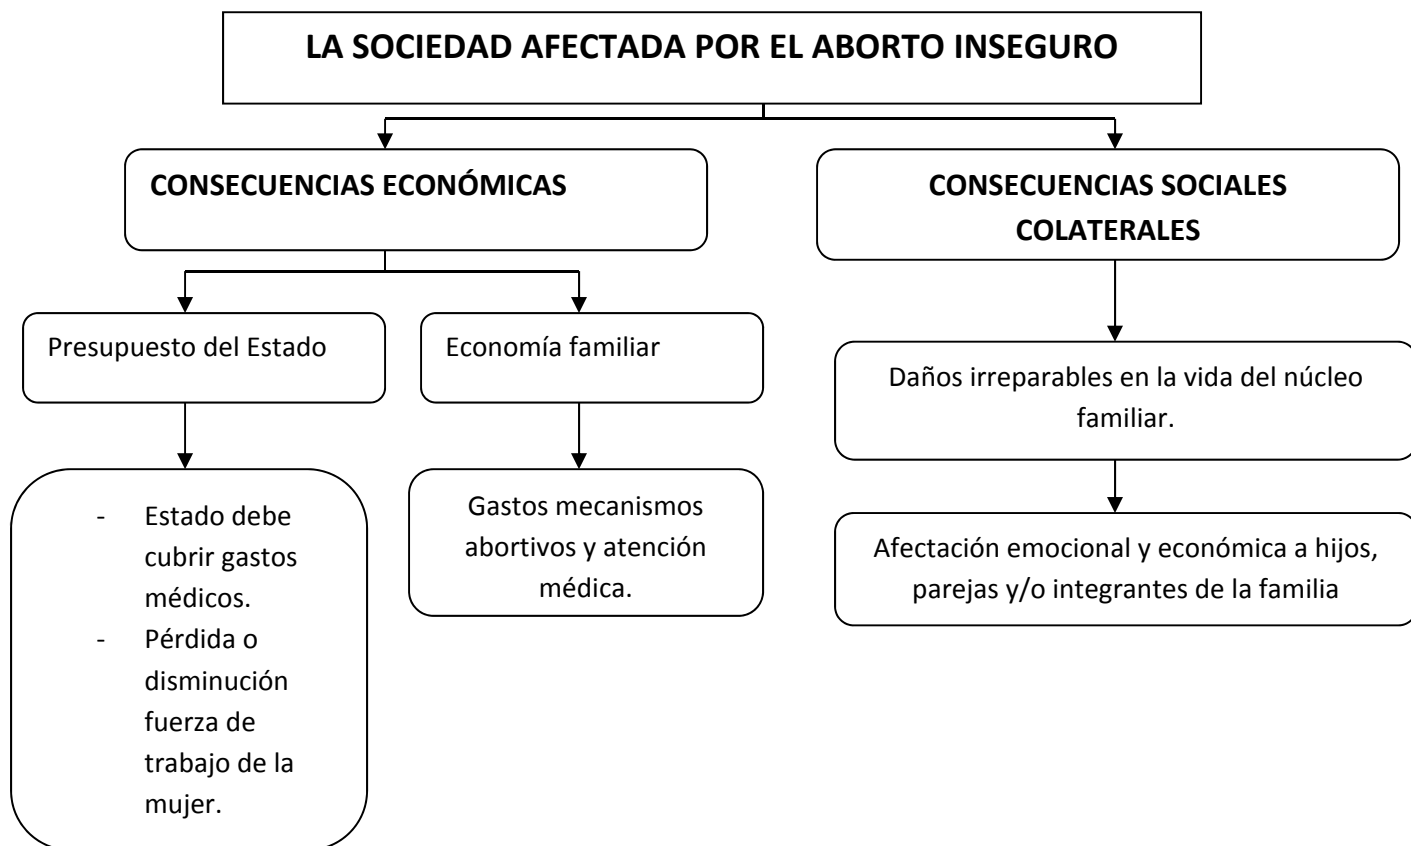 LA SOCIEDAD AFECTADA POR EL ABORTO INSEGURO
CONSECUENCIAS ECONÓMICAS
CONSECUENCIAS SOCIALES
COLATERALES
Presupuesto del Estado
Economía familiar
Daños irreparables en la vida del núcleo
familiar.
- Estado debe
cubrir gastos
médicos.
- Pérdida o
disminución
fuerza de
trabajo de la
mujer.
Gastos mecanismos
abortivos y atención
médica.
Afectación emocional y económica a hijos,
parejas y/o integrantes de la familia